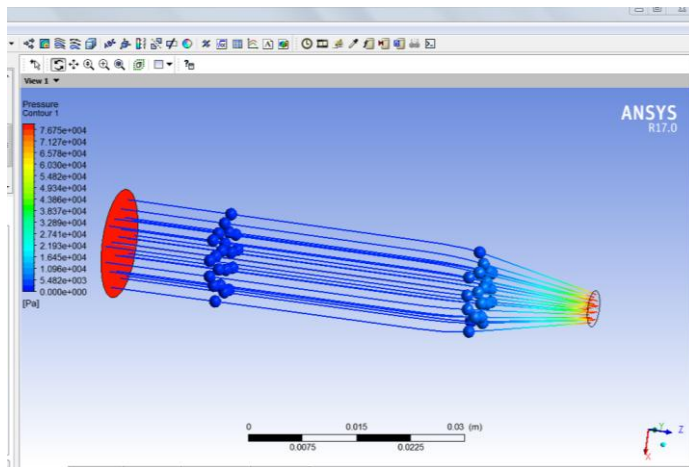 View 1
Pressure
Contour 1
7.675e+004
7.127e+004
6.578e+004
6.030e+004
5.482e+004
4.934e+004
4.386e+004
3.837e+004
3.289e+004
2.741e+004
2.193e+004
1.645e+004
1.096e+004
5.482e+003
0.000e+000
[Pa]
ANSYS
R17.0
0 0.015 0.03 (m)
0.0075 0.0225
Y
Z
X